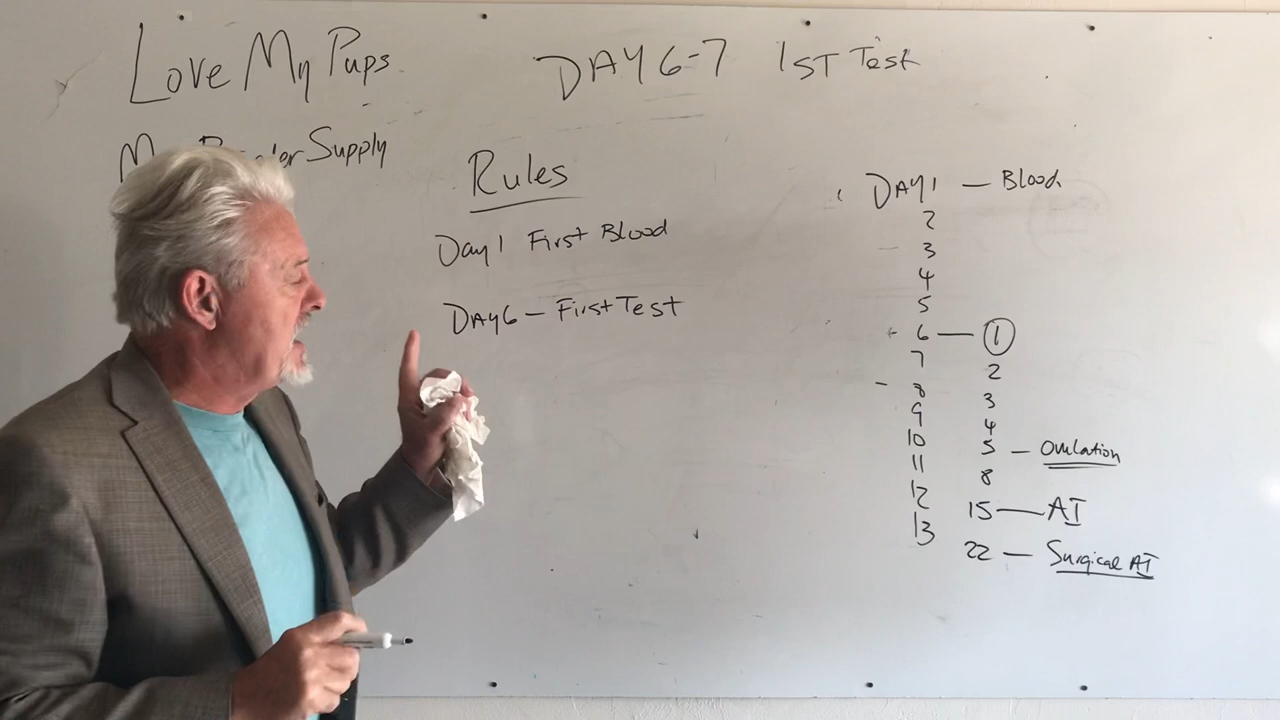 Love My Pups
DAY 6-7 1ST Test
Supply
Rules
Day 1 First Blood
DAY 6 - First Test
DAY 1 — Blood
2
3
4
5
6 — 1
7 2
8 3
9 4
10 5 — Ovulation
11 8
12 15 — AI
13 22 — Surgical AI